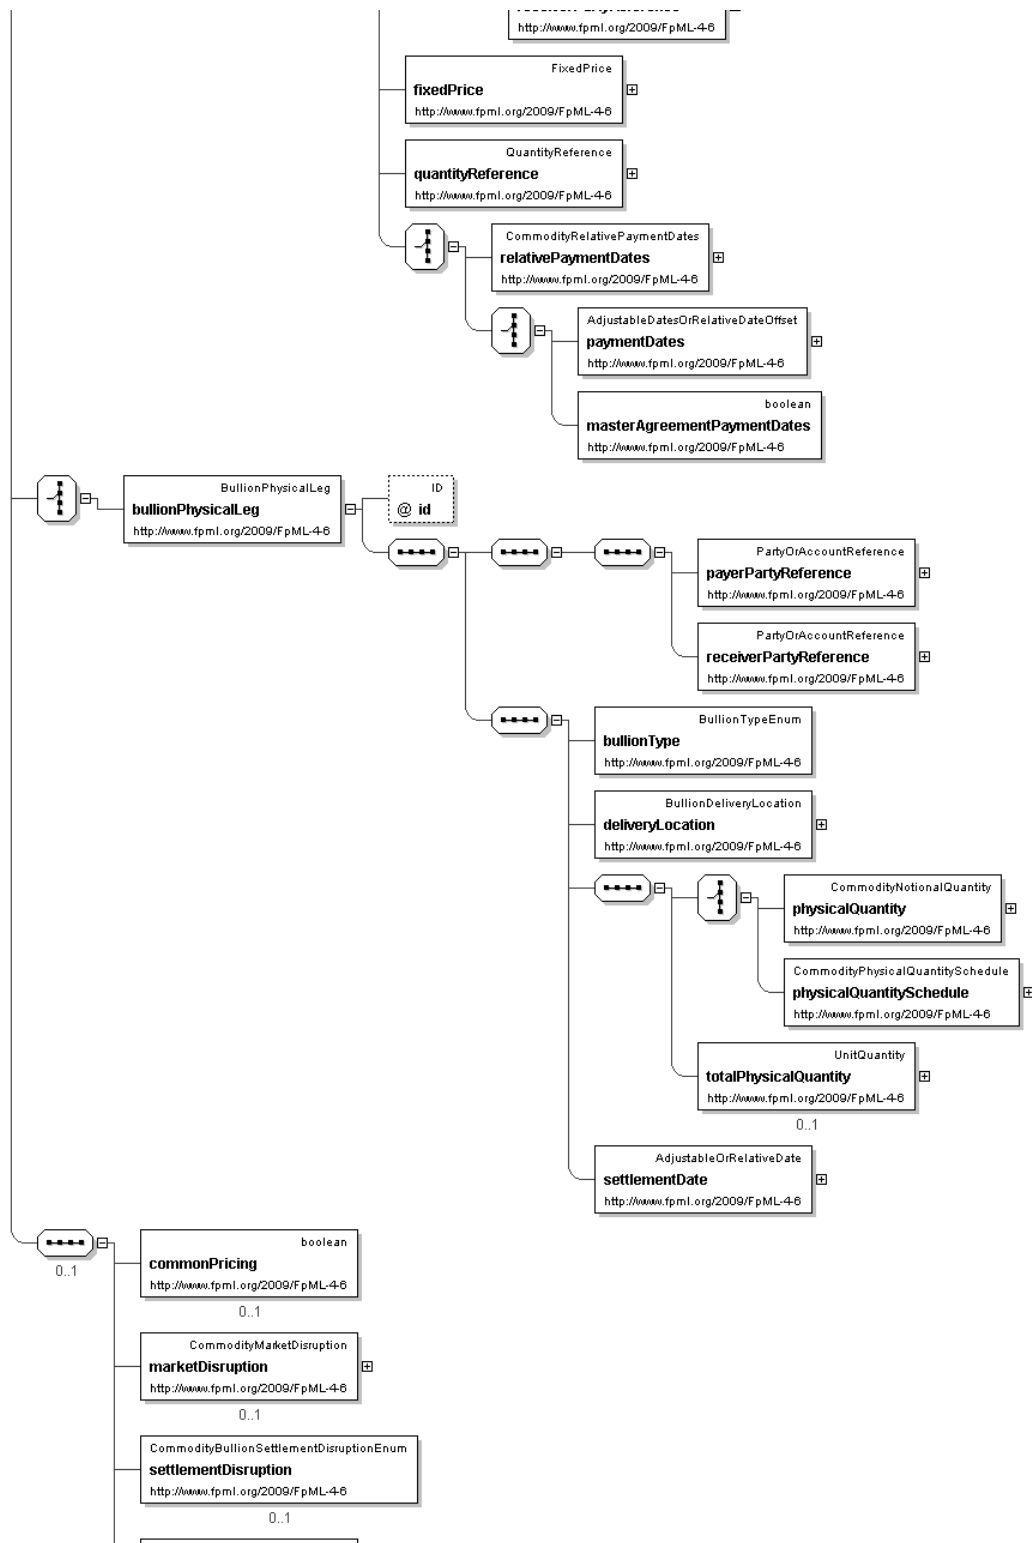 http://www.fpml.org/2009/FpML-4-6
FixedPrice
fixedPrice
http://www.fpml.org/2009/FpML-4-6
QuantityReference
quantityReference
http://www.fpml.org/2009/FpML-4-6
CommodityRelativePaymentDates
relativePaymentDates
http://www.fpml.org/2009/FpML-4-6
AdjustableDatesOrRelativeDateOffset
paymentDates
http://www.fpml.org/2009/FpML-4-6
boolean
masterAgreementPaymentDates
http://www.fpml.org/2009/FpML-4-6
BullionPhysicalLeg
bullionPhysicalLeg
http://www.fpml.org/2009/FpML-4-6
ID
@ id
PartyOrAccountReference
payerPartyReference
http://www.fpml.org/2009/FpML-4-6
PartyOrAccountReference
receiverPartyReference
http://www.fpml.org/2009/FpML-4-6
BullionTypeEnum
bullionType
http://www.fpml.org/2009/FpML-4-6
BullionDeliveryLocation
deliveryLocation
http://www.fpml.org/2009/FpML-4-6
CommodityNotionalQuantity
physicalQuantity
http://www.fpml.org/2009/FpML-4-6
CommodityPhysicalQuantitySchedule
physicalQuantitySchedule
http://www.fpml.org/2009/FpML-4-6
UnitQuantity
totalPhysicalQuantity
http://www.fpml.org/2009/FpML-4-6
0..1
AdjustableOrRelativeDate
settlementDate
http://www.fpml.org/2009/FpML-4-6
0..1
boolean
commonPricing
http://www.fpml.org/2009/FpML-4-6
0..1
CommodityMarketDisruption
marketDisruption
http://www.fpml.org/2009/FpML-4-6
0..1
CommodityBullionSettlementDisruptionEnum
settlementDisruption
http://www.fpml.org/2009/FpML-4-6
0..1